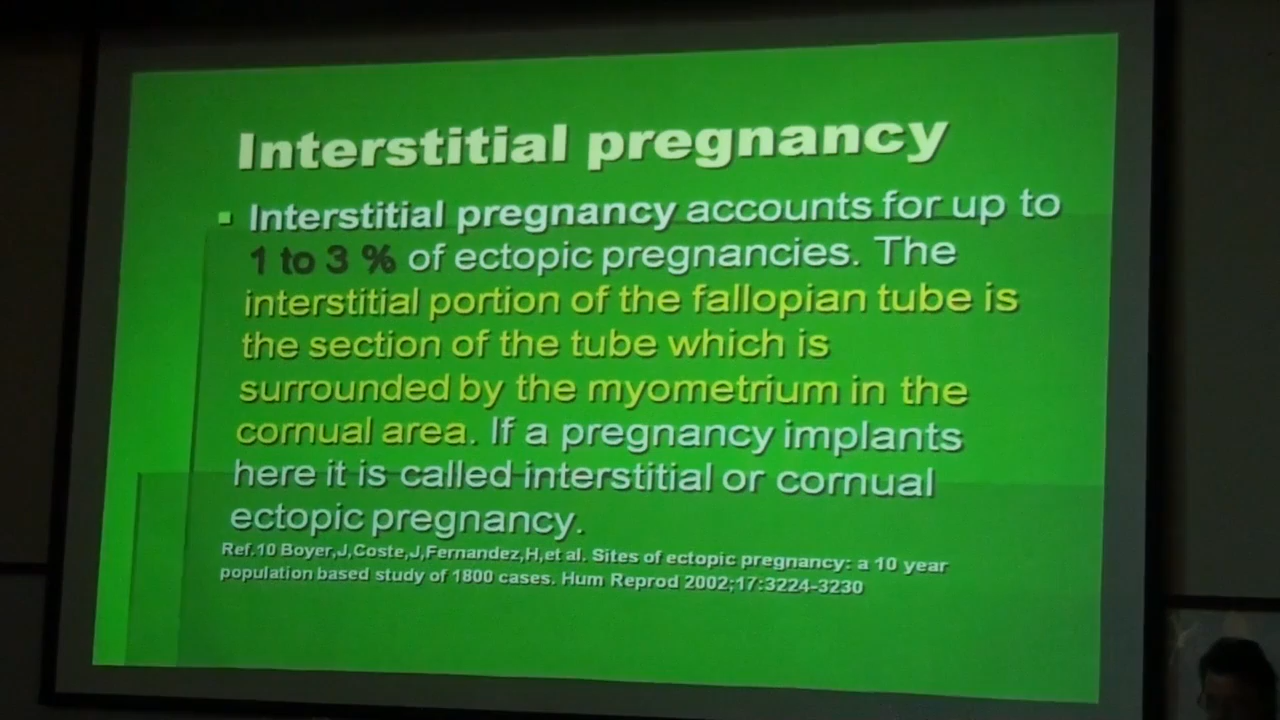 Interstitial pregnancy
Interstitial pregnancy accounts for up to
1 to 3 % of ectopic pregnancies. The
interstitial portion of the fallopian tube is
the section of the tube which is
surrounded by the myometrium in the
cornual area. If a pregnancy implants
here it is called interstitial or cornual
ectopic pregnancy.
Ref.10 Boyer,J,Coste,J,Fernandez,H,et al. Sites of ectopic pregnancy: a 10 year
population based study of 1800 cases. Hum Reprod 2002;17:3224-3230